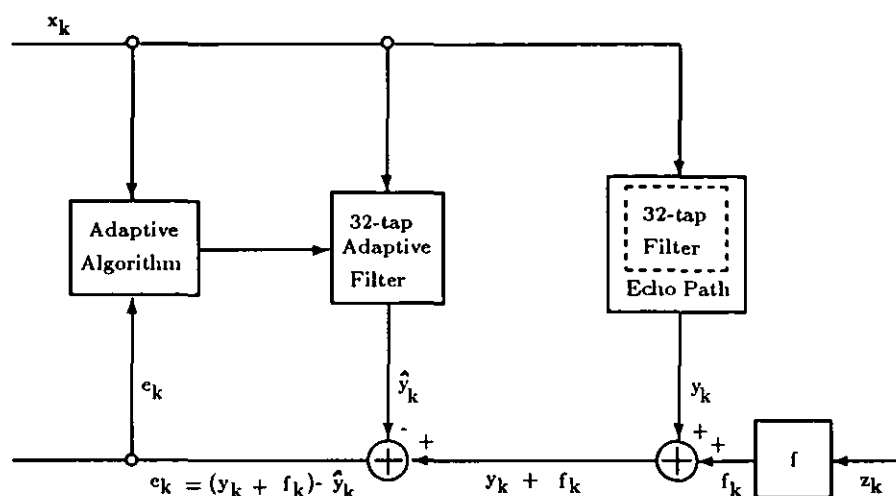 x_k
Adaptive
Algorithm
32-tap
Adaptive
Filter
32-tap
Filter
Echo Path
e_k
ŷ_k
y_k
-
+
+
+
f
e_k = (y_k + f_k)- ŷ_k
y_k + f_k
f_k
z_k